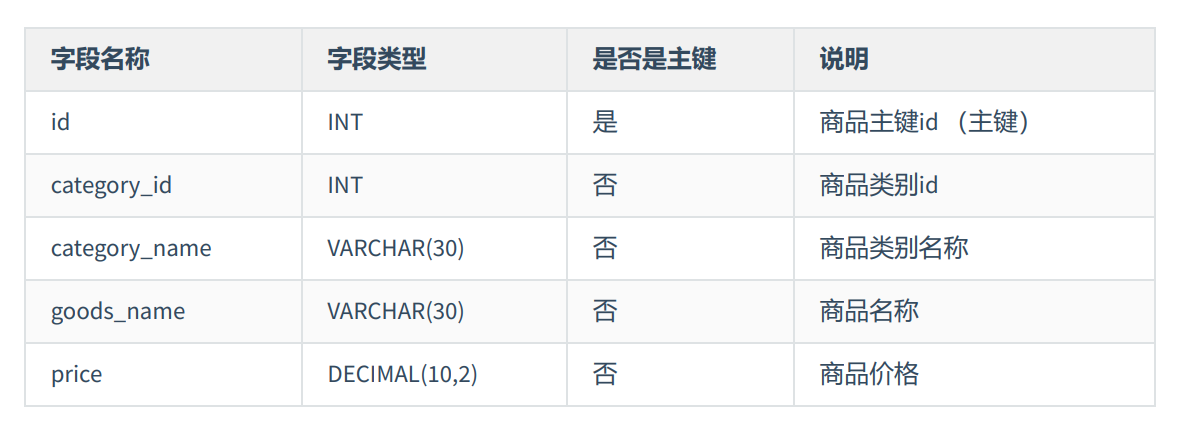 字段名称 字段类型 是否是主键 说明
id INT 是 商品主键id （主键）
category_id INT 否 商品类别id
category_name VARCHAR(30) 否 商品类别名称
goods_name VARCHAR(30) 否 商品名称
price DECIMAL(10,2) 否 商品价格